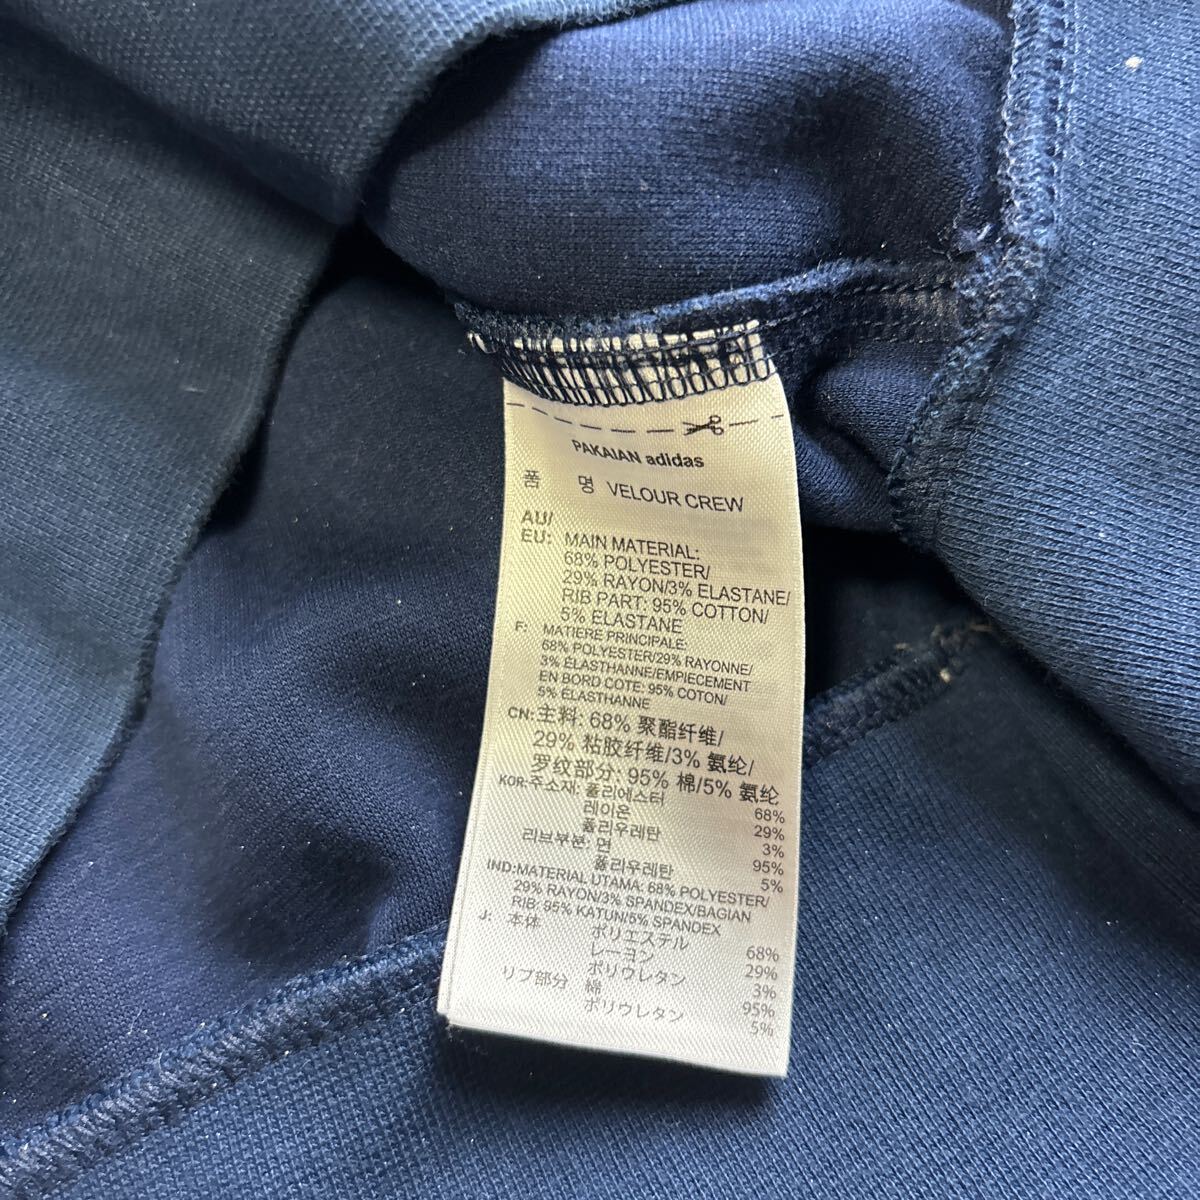 PAKAIAN adidas
품 명 VELOUR CREW
AU/
EU: MAIN MATERIAL:
68% POLYESTER/
29% RAYON/3% ELASTANE/
RIB PART: 95% COTTON/
5% ELASTANE
F: MATIERE PRINCIPALE:
68% POLYESTER/29% RAYONNE/
3% ÉLASTHANNE/EMPIECEMENT
EN BORD COTE: 95% COTON/
5% ÉLASTHANNE
CN: 主料: 68% 聚酯纤维/
29% 粘胶纤维/3% 氨纶/
罗纹部分: 95% 棉/5% 氨纶
KOR: 주소재: 폴리에스터 68%
레이온 29%
폴리우레탄 3%
리브부분: 면 95%
폴리우레탄 5%
IND: MATERIAL UTAMA: 68% POLYESTER/
29% RAYON/3% SPANDEX/BAGIAN
RIB: 95% KATUN/5% SPANDEX
J: 本体 ポリエステル 68%
レーヨン 29%
ポリウレタン 3%
リブ部分 綿 95%
ポリウレタン 5%